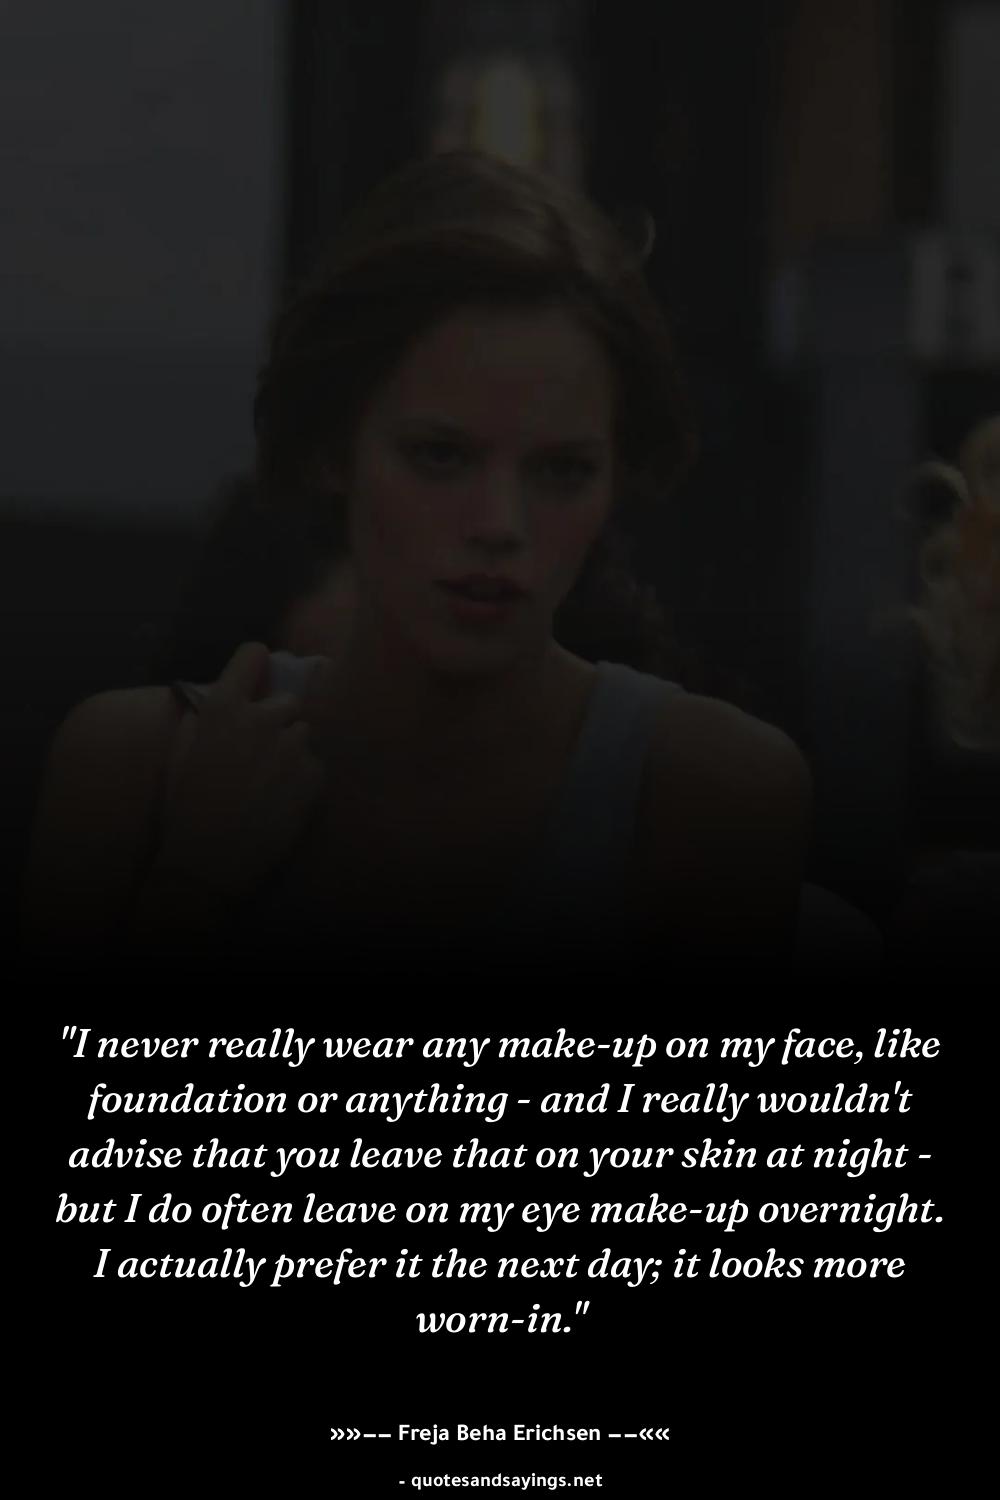 "I never really wear any make-up on my face, like
foundation or anything - and I really wouldn't
advise that you leave that on your skin at night -
but I do often leave on my eye make-up overnight.
I actually prefer it the next day; it looks more
worn-in."
»»−− Freja Beha Erichsen −−««
- quotesandsayings.net